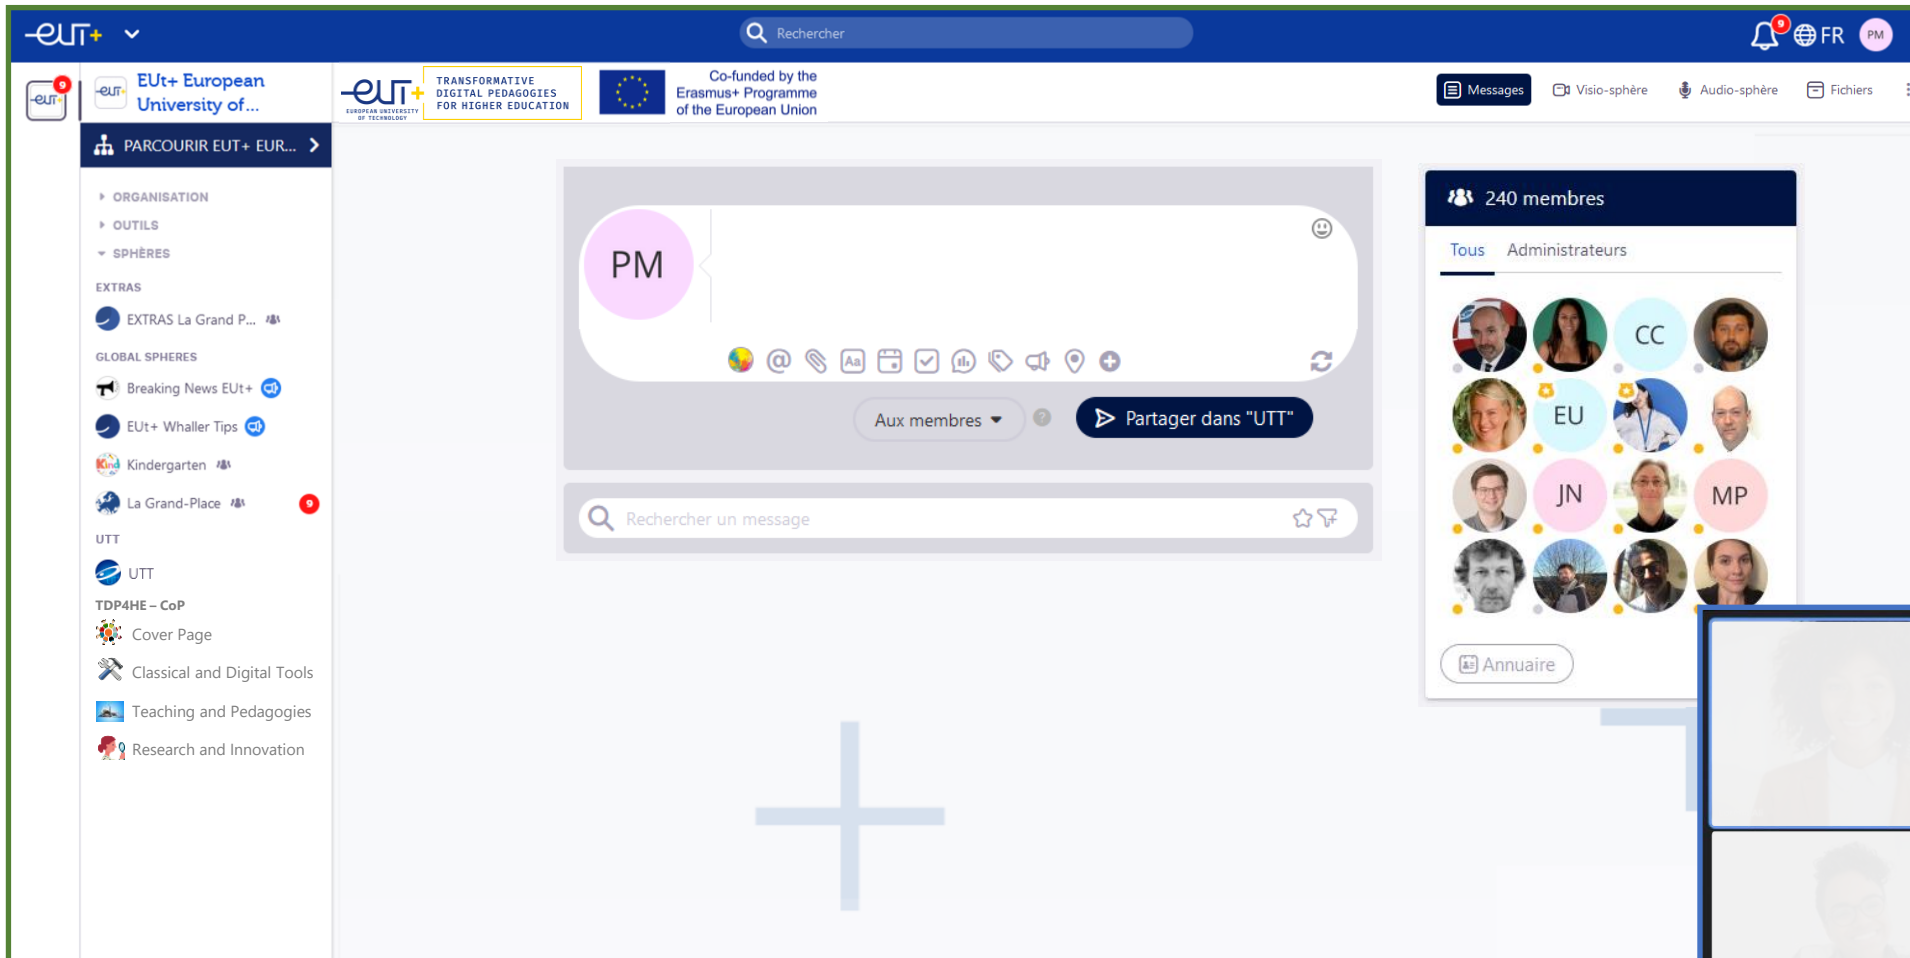 eut+
Rechercher
9
FR
PM
eut+
9
eut+
EUt+ European
University of...
eut+
EUROPEAN UNIVERSITY
OF TECHNOLOGY
TRANSFORMATIVE
DIGITAL PEDAGOGIES
FOR HIGHER EDUCATION
Co-funded by the
Erasmus+ Programme
of the European Union
Messages
Visio-sphère
Audio-sphère
Fichiers
PARCOURIR EUT+ EUR...
ORGANISATION
OUTILS
SPHÈRES
EXTRAS
EXTRAS La Grand P...
GLOBAL SPHERES
Breaking News EUt+
EUt+ Whaller Tips
Kind
Kindergarten
La Grand-Place
9
UTT
UTT
TDP4HE – CoP
Cover Page
Classical and Digital Tools
Teaching and Pedagogies
Research and Innovation
PM
@
Aa
Aux membres
?
Partager dans "UTT"
Rechercher un message
240 membres
Tous
Administrateurs
CC
EU
JN
MP
Annuaire